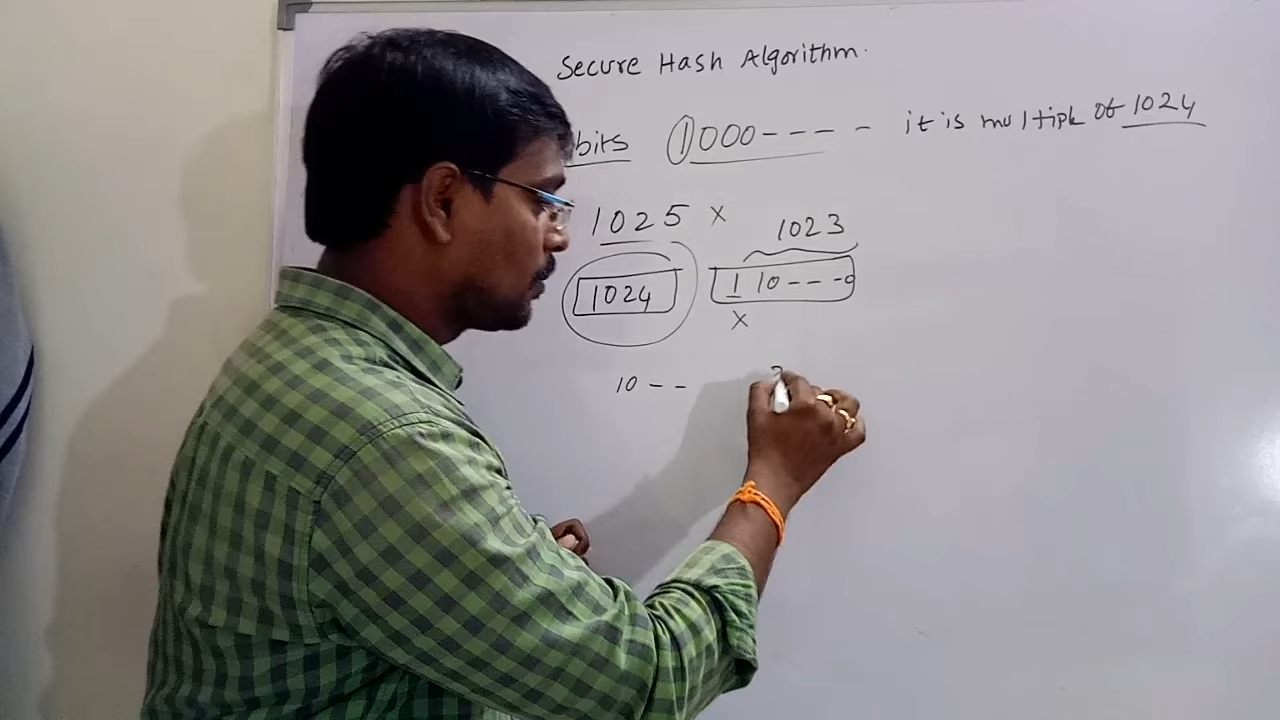 Secure Hash Algorithm.
bits 1000---- it is multiple of 1024
1025 x
1023
1024 1 10----0
x
10--